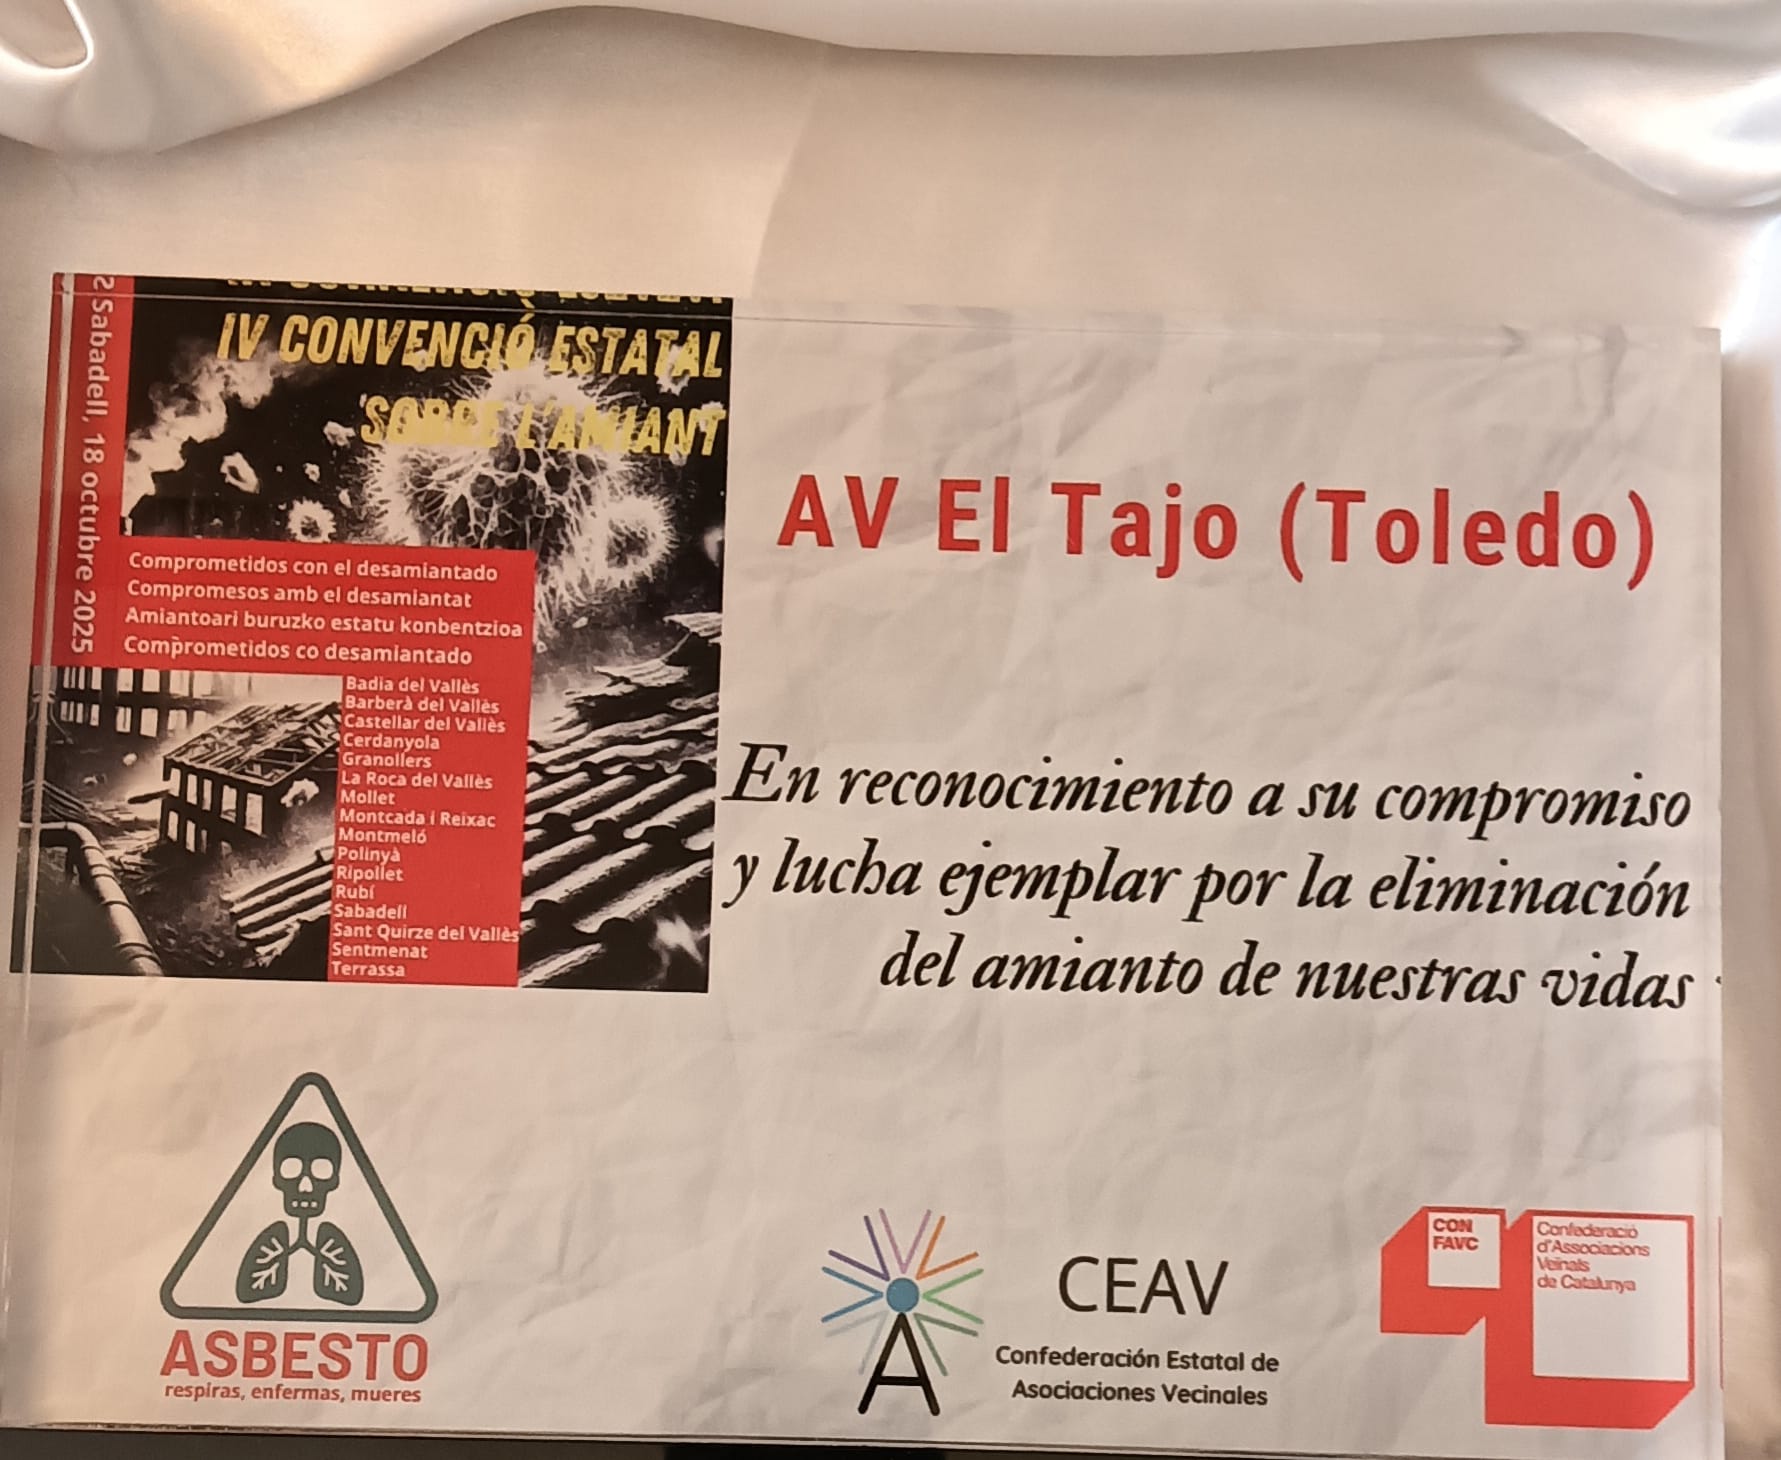 2 Sabadell, 18 octubre 2025
IV CONVENCIÓ ESTATAL
SOBRE L'AMIANT
Comprometidos con el desamiantado
Compromesos amb el desamiantat
Amiantoari buruzko estatu konbentzioa
Comprometidos co desamiantado
Badia del Vallès
Barberà del Vallès
Castellar del Vallès
Cerdanyola
Granollers
La Roca del Vallès
Mollet
Montcada i Reixac
Montmeló
Polinyà
Ripollet
Rubí
Sabadell
Sant Quirze del Vallès
Sentmenat
Terrassa
AV El Tajo (Toledo)
En reconocimiento a su compromiso
y lucha ejemplar por la eliminación
del amianto de nuestras vidas
ASBESTO
respiras, enfermas, mueres
CEAV
Confederación Estatal de
Asociaciones Vecinales
CON
FAVC
Confederació
d'Associacions
Veïnals
de Catalunya